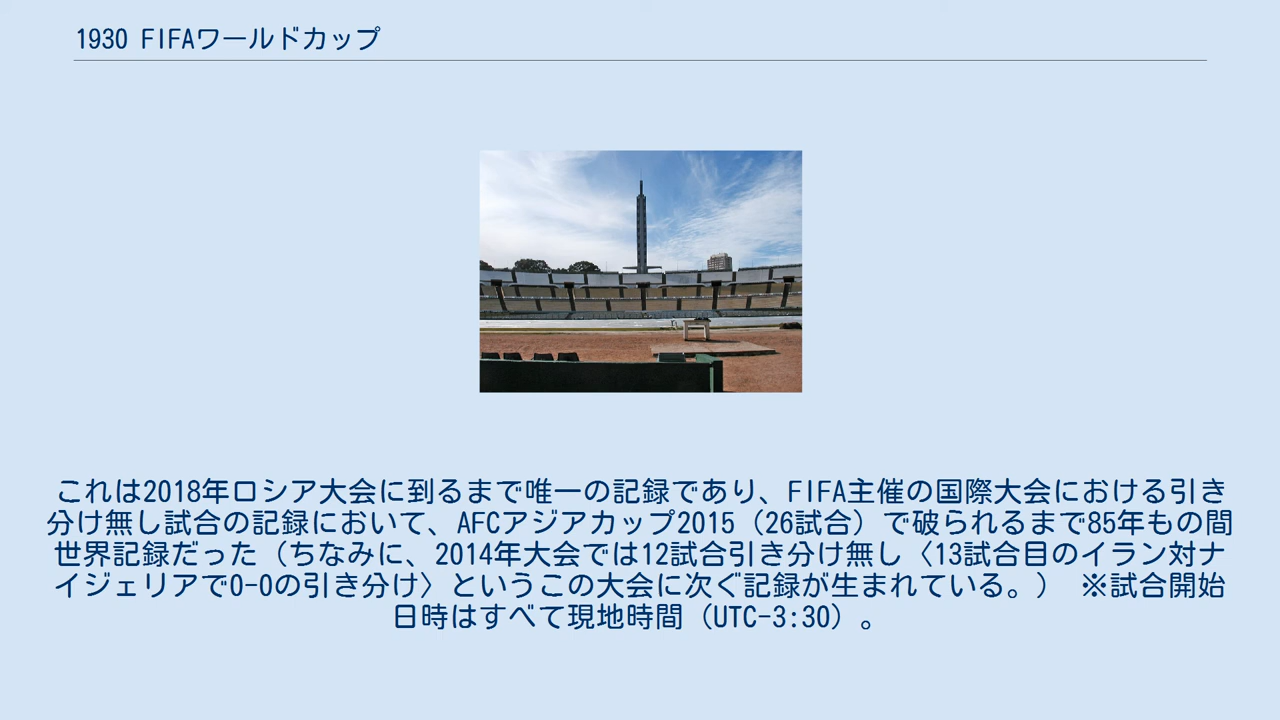 1930 FIFAワールドカップ
これは2018年ロシア大会に到るまで唯一の記録であり、FIFA主催の国際大会における引き
分け無し試合の記録において、AFCアジアカップ2015（26試合）で破られるまで85年もの間
世界記録だった（ちなみに、2014年大会では12試合引き分け無し〈13試合目のイラン対ナ
イジェリアで0-0の引き分け〉というこの大会に次ぐ記録が生まれている。） ※試合開始
日時はすべて現地時間（UTC-3:30）。